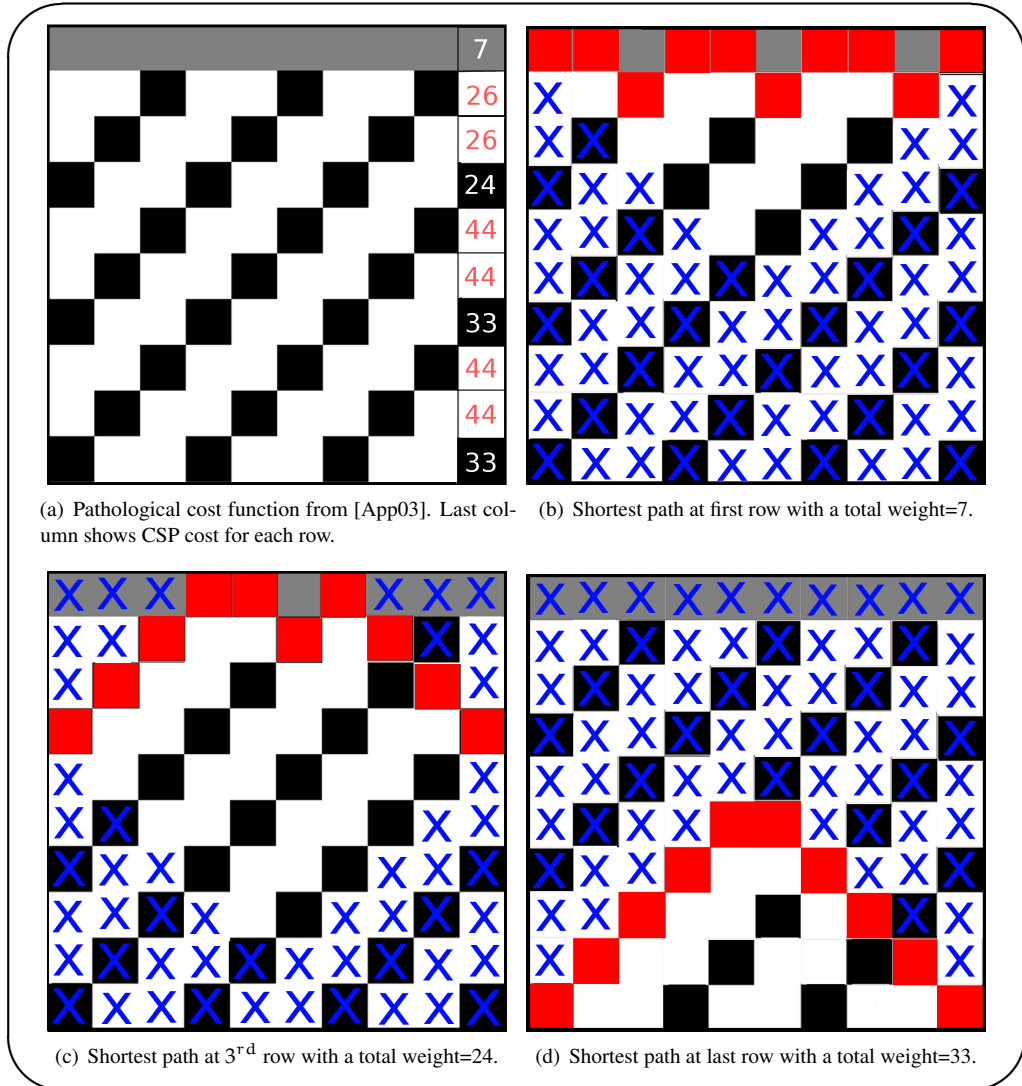 7
26
26
24
44
44
33
44
44
33
(a) Pathological cost function from [App03]. Last col-
umn shows CSP cost for each row.
(b) Shortest path at first row with a total weight=7.
(c) Shortest path at 3rd row with a total weight=24.
(d) Shortest path at last row with a total weight=33.